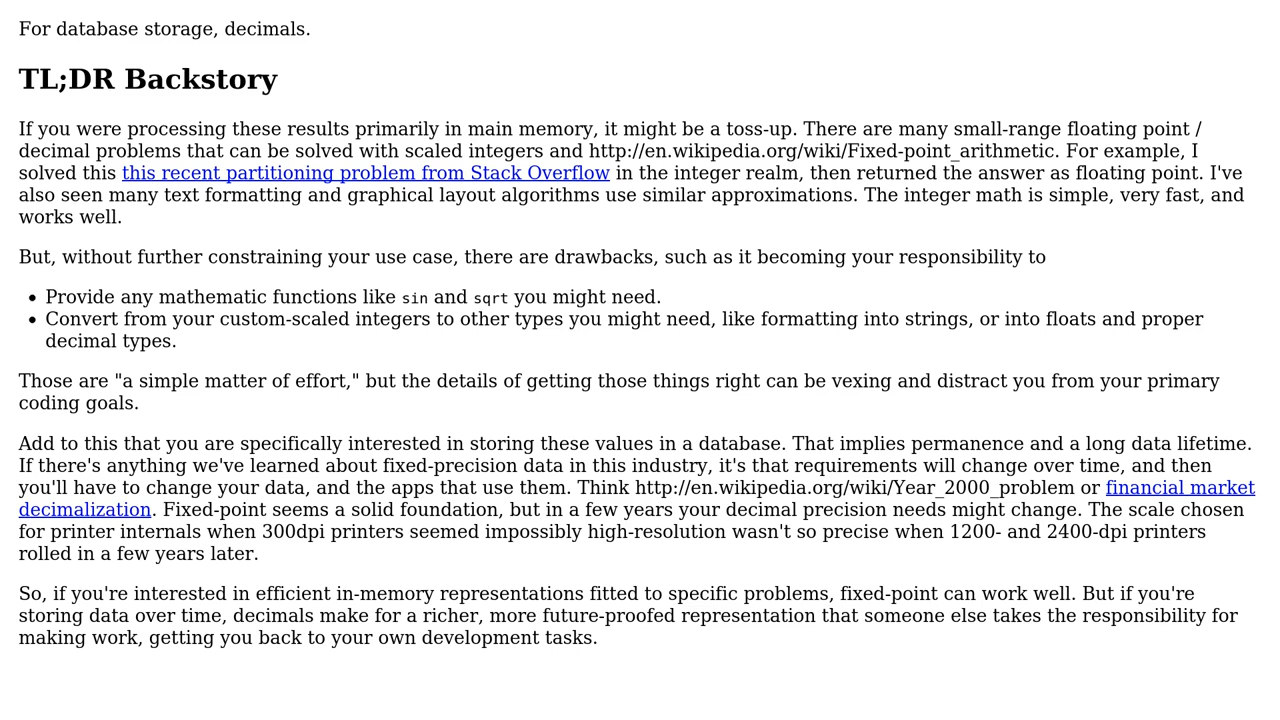 For database storage, decimals.
TL;DR Backstory
If you were processing these results primarily in main memory, it might be a toss-up. There are many small-range floating point /
decimal problems that can be solved with scaled integers and http://en.wikipedia.org/wiki/Fixed-point_arithmetic. For example, I
solved this this recent partitioning problem from Stack Overflow in the integer realm, then returned the answer as floating point. I've
also seen many text formatting and graphical layout algorithms use similar approximations. The integer math is simple, very fast, and
works well.
But, without further constraining your use case, there are drawbacks, such as it becoming your responsibility to
• Provide any mathematic functions like sin and sqrt you might need.
• Convert from your custom-scaled integers to other types you might need, like formatting into strings, or into floats and proper
decimal types.
Those are "a simple matter of effort," but the details of getting those things right can be vexing and distract you from your primary
coding goals.
Add to this that you are specifically interested in storing these values in a database. That implies permanence and a long data lifetime.
If there's anything we've learned about fixed-precision data in this industry, it's that requirements will change over time, and then
you'll have to change your data, and the apps that use them. Think http://en.wikipedia.org/wiki/Year_2000_problem or financial market
decimalization. Fixed-point seems a solid foundation, but in a few years your decimal precision needs might change. The scale chosen
for printer internals when 300dpi printers seemed impossibly high-resolution wasn't so precise when 1200- and 2400-dpi printers
rolled in a few years later.
So, if you're interested in efficient in-memory representations fitted to specific problems, fixed-point can work well. But if you're
storing data over time, decimals make for a richer, more future-proofed representation that someone else takes the responsibility for
making work, getting you back to your own development tasks.